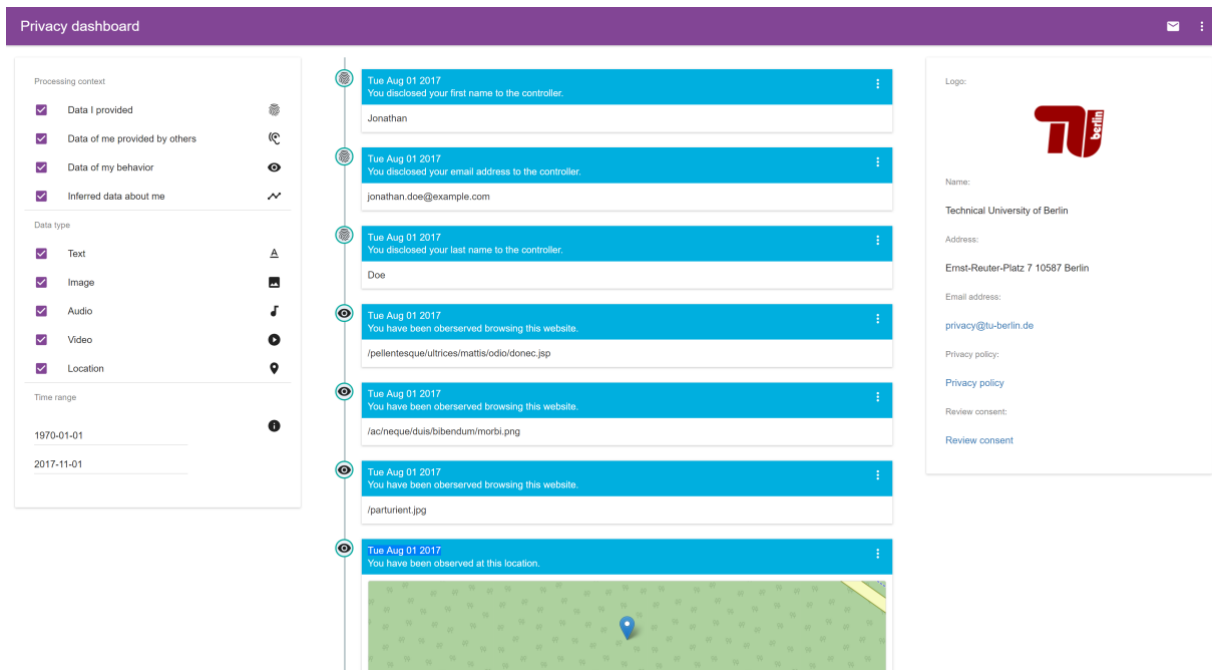 Privacy dashboard
Processing context
Data I provided
Data of me provided by others
Data of my behavior
Inferred data about me
Data type
Text
A
Image
Audio
Video
Location
Time range
1970-01-01
2017-11-01
Tue Aug 01 2017
You disclosed your first name to the controller.
Jonathan
Tue Aug 01 2017
You disclosed your email address to the controller.
jonathan.doe@example.com
Tue Aug 01 2017
You disclosed your last name to the controller.
Doe
Tue Aug 01 2017
You have been oberserved browsing this website.
/pellentesque/ultrices/mattis/odio/donec.jsp
Tue Aug 01 2017
You have been oberserved browsing this website.
/ac/neque/duis/bibendum/morbi.png
Tue Aug 01 2017
You have been oberserved browsing this website.
/parturient.jpg
Tue Aug 01 2017
You have been observed at this location.
Logo:
TU berlin
Name:
Technical University of Berlin
Address:
Ernst-Reuter-Platz 7 10587 Berlin
Email address:
privacy@tu-berlin.de
Privacy policy:
Privacy policy
Review consent:
Review consent